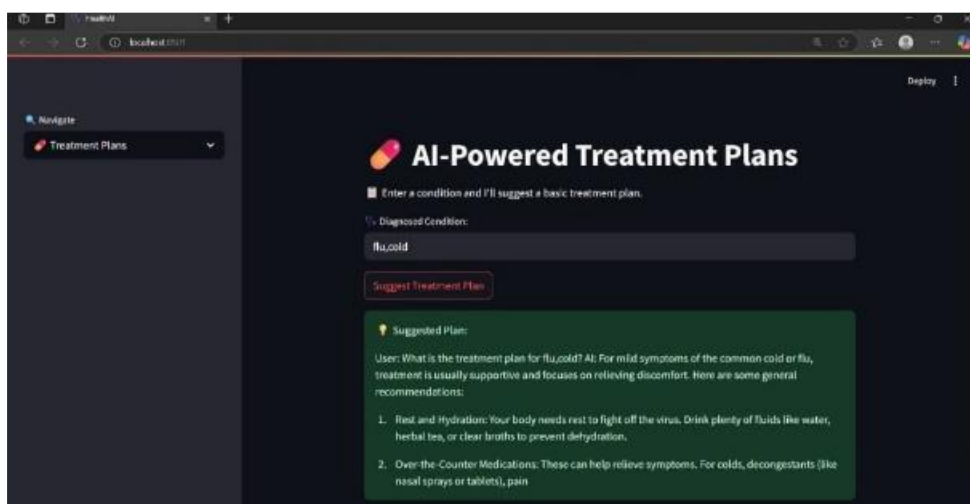 HealthAI
localhost:8501
Deploy
Navigate
Treatment Plans
AI-Powered Treatment Plans
Enter a condition and I'll suggest a basic treatment plan.
Diagnosed Condition:
flu,cold
Suggest Treatment Plan
Suggested Plan:
User: What is the treatment plan for flu,cold? AI: For mild symptoms of the common cold or flu,
treatment is usually supportive and focuses on relieving discomfort. Here are some general
recommendations:
1. Rest and Hydration: Your body needs rest to fight off the virus. Drink plenty of fluids like water,
herbal tea, or clear broths to prevent dehydration.
2. Over-the-Counter Medications: These can help relieve symptoms. For colds, decongestants (like
nasal sprays or tablets), pain